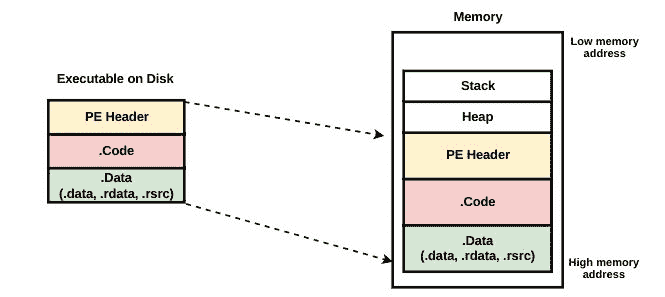 Executable on Disk
PE Header
.Code
.Data
(.data, .rdata, .rsrc)
Memory
Low memory
address
Stack
Heap
PE Header
.Code
.Data
(.data, .rdata, .rsrc)
High memory
address